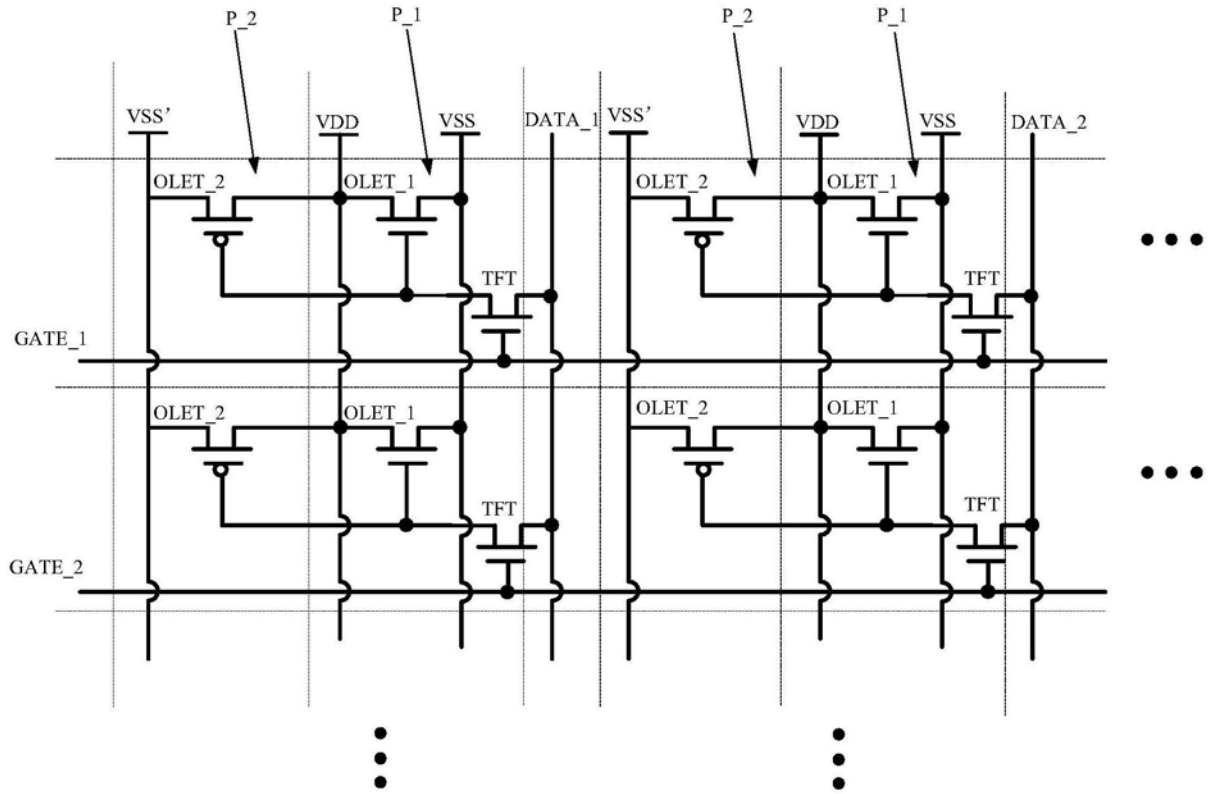 P_2 P_1 P_2 P_1
VSS’ VDD VSS DATA_1 VSS’ VDD VSS DATA_2
OLET_2 OLET_1 OLET_2 OLET_1
TFT TFT
GATE_1
OLET_2 OLET_1 OLET_2 OLET_1
TFT TFT
GATE_2